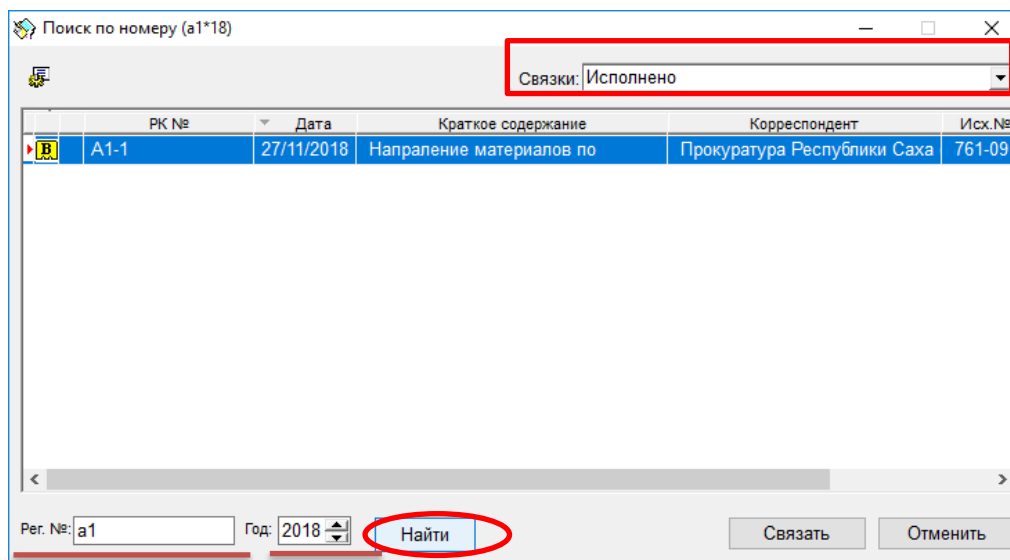 Поиск по номеру (a1*18)
Связки: Исполнено
РК № Дата Краткое содержание Корреспондент Исх.№
В А1-1 27/11/2018 Напраление материалов по Прокуратура Республики Саха 761-09
Рег. №: а1 Год: 2018 Найти Связать Отменить